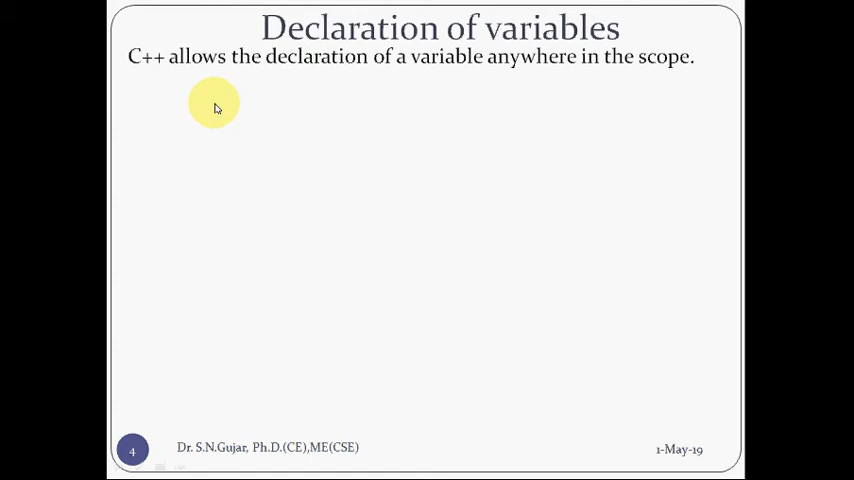 Declaration of variables
C++ allows the declaration of a variable anywhere in the scope.
4
Dr. S.N.Gujar, Ph.D.(CE),ME(CSE)
1-May-19